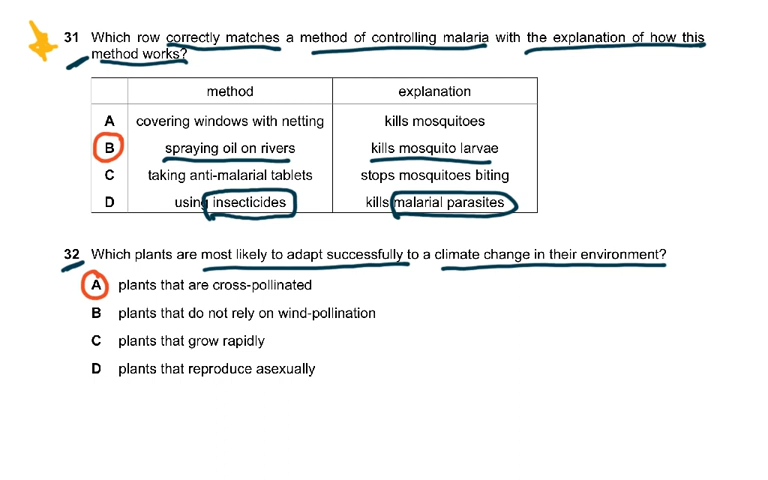 31 Which row correctly matches a method of controlling malaria with the explanation of how this
method works?
method explanation
A covering windows with netting kills mosquitoes
B spraying oil on rivers kills mosquito larvae
C taking anti-malarial tablets stops mosquitoes biting
D using insecticides kills malarial parasites
32 Which plants are most likely to adapt successfully to a climate change in their environment?
A plants that are cross-pollinated
B plants that do not rely on wind-pollination
C plants that grow rapidly
D plants that reproduce asexually